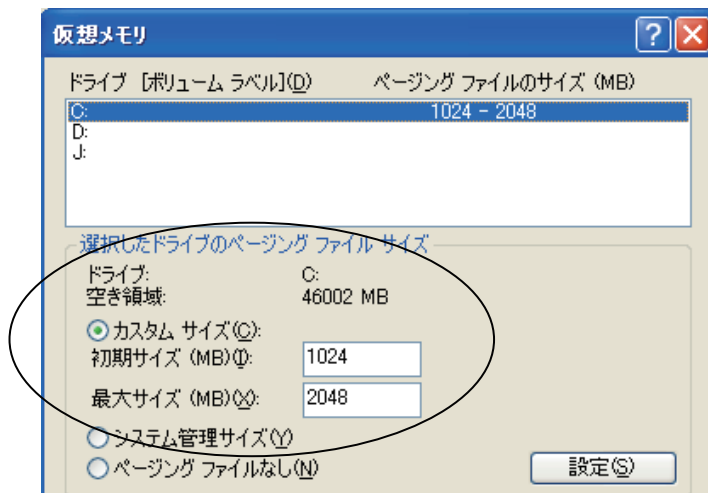 仮想メモリ
ドライブ [ボリューム ラベル](D) ページング ファイルのサイズ (MB)
C: 1024 - 2048
D:
J:
選択したドライブのページング ファイル サイズ
ドライブ: C:
空き領域: 46002 MB
カスタム サイズ(C):
初期サイズ (MB)(I): 1024
最大サイズ (MB)(X): 2048
システム管理サイズ(Y)
ページング ファイルなし(N)
設定(S)